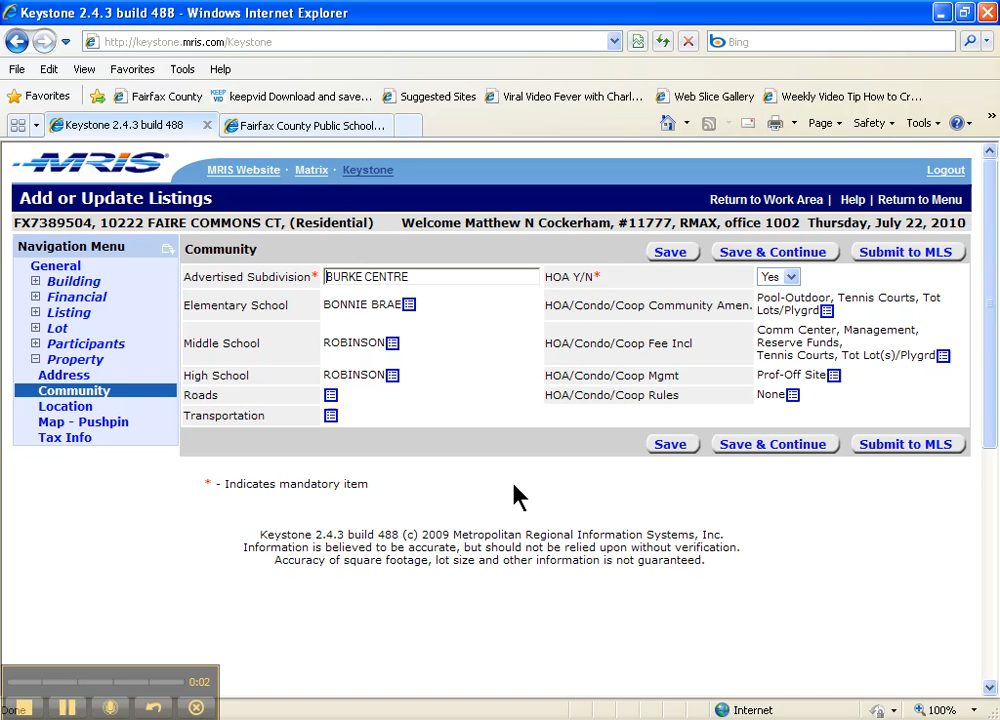 Keystone 2.4.3 build 488 - Windows Internet Explorer
http://keystone.mris.com/Keystone
Bing
File Edit View Favorites Tools Help
Favorites Fairfax County KEEP VID keepvid Download and save... Suggested Sites Viral Video Fever with Charl... Web Slice Gallery Weekly Video Tip How to Cr...
Keystone 2.4.3 build 488 X Fairfax County Public School... Page Safety Tools
MRIS MRIS Website · Matrix · Keystone Logout
Add or Update Listings Return to Work Area | Help | Return to Menu
FX7389504, 10222 FAIRE COMMONS CT, (Residential) Welcome Matthew N Cockerham, #11777, RMAX, office 1002 Thursday, July 22, 2010
Navigation Menu
General
Building
Financial
Listing
Lot
Participants
Property
Address
Community
Location
Map - Pushpin
Tax Info
Community Save Save & Continue Submit to MLS
Advertised Subdivision* BURKE CENTRE HOA Y/N* Yes
Elementary School BONNIE BRAE HOA/Condo/Coop Community Amen. Pool-Outdoor, Tennis Courts, Tot
Lots/Plygrd
Middle School ROBINSON HOA/Condo/Coop Fee Incl Comm Center, Management,
Reserve Funds,
Tennis Courts, Tot Lot(s)/Plygrd
High School ROBINSON HOA/Condo/Coop Mgmt Prof-Off Site
Roads HOA/Condo/Coop Rules None
Transportation
Save Save & Continue Submit to MLS
* - Indicates mandatory item
Keystone 2.4.3 build 488 (c) 2009 Metropolitan Regional Information Systems, Inc.
Information is believed to be accurate, but should not be relied upon without verification.
Accuracy of square footage, lot size and other information is not guaranteed.
0:02
Done Internet 100%